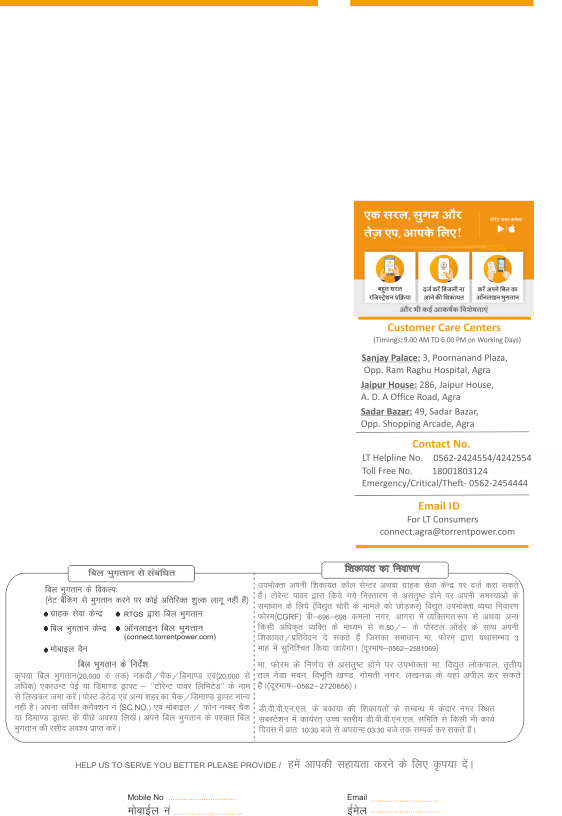 एक सरल, सुगम और
तेज़ एप, आपके लिए!
बहुत सरल
रजिस्ट्रेशन प्रक्रिया
दर्ज करें बिजली ना
आने की शिकायत
करें अपने बिल का
ऑनलाइन भुगतान
और भी कई आकर्षक विशेषताएं
Customer Care Centers
(Timings:9.00 AM TO 6.00 PM on Working Days)
Sanjay Palace: 3, Poornanand Plaza,
Opp. Ram Raghu Hospital, Agra
Jaipur House: 286, Jaipur House,
A. D. A Office Road, Agra
Sadar Bazar: 49, Sadar Bazar,
Opp. Shopping Arcade, Agra
Contact No.
LT Helpline No. 0562-2424554/4242554
Toll Free No. 18001803124
Emergency/Critical/Theft- 0562-2454444
Email ID
For LT Consumers
connect.agra@torrentpower.com
बिल भुगतान से संबंधित
बिल भुगतान के विकल्पः
(नेट बैंकिग से भुगतान करने पर कोई अतिरिक्त शुल्क लागू नहीं हैं)
● ग्राहक सेवा केन्द्र ● RTGS द्वारा बिल भुगतान
● बिल भुगतान केन्द्र ● ऑनलाइन बिल भुगतान
(connect.torrentpower.com)
● मोबाइल वैन
बिल भुगतान के निर्देश
कृपया बिल भुगतान(20,000 रु तक) नकदी/चैक/डिमाण्ड एवं(20,000 से
अधिक) एकाउन्ट पेई या डिमाण्ड ड्राफ्ट – "टोरेन्ट पावर लिमिटेड" के नाम
से लिखकर जमा करें। पोस्ट डेटेड एवं अन्य शहर का चैक/डिमाण्ड ड्राफ्ट मान्य
नहीं है। अपना सर्विस कनैक्शन नं (SC NO.) एवं मोबाइल / फोन नम्बर चैक
या डिमाण्ड ड्राफ्ट के पीछे अवश्य लिखें। अपने बिल भुगतान के पश्चात बिल
भुगतान की रसीद अवश्य प्राप्त करें।
शिकायत का निवारण
उपभोक्ता अपनी शिकायत कॉल सेन्टर अथवा ग्राहक सेवा केन्द्र पर दर्ज करा सकते
हैं। टोरेन्ट पावर द्वारा किये गये निस्तारण से असंतुष्ट होने पर अपनी समस्याओं के
समाधान के लिये (विद्युत चोरी के मामले को छोड़कर) विद्युत उपभोक्ता व्यथा निवारण
फोरम(CGRF) बी–696–698 कमला नगर, आगरा में व्यक्तिगत रूप से अथवा अन्य
किसी अधिकृत व्यक्ति के माध्यम से रू.50/– के पोस्टल ऑर्डर के साथ अपनी
शिकायत/प्रतिवेदन दे सकते हैं जिसका समाधान मा. फोरम् द्वारा यथासम्भव 3
माह में सुनिश्चित किया जायेगा। (दूरभाष–0562–2581069)
मा. फोरम के निर्णय से असंतुष्ट होने पर उपभोक्ता मा. विद्युत लोकपाल, तृतीय
तल नेडा भवन, विभूति खण्ड, गोमती नगर, लखनऊ के यहां अपील कर सकते
हैं।(दूरभाष–0562–2720856)।
डी.वी.वी.एन.एल. के बकाया की शिकायतों के सम्बन्ध में केदार नगर स्थित
सबस्टेशन में कार्यरत् उच्च स्तरीय डी.वी.वी.एन.एल. समिति से किसी भी कार्य
दिवस में प्रातः 10:30 बजे से अपरान्ह 03:30 बजे तक सम्पर्क कर सकते हैं।
HELP US TO SERVE YOU BETTER PLEASE PROVIDE / हमें आपकी सहायता करने के लिए कृपया दें।
Mobile No .............................. Email ..............................
मोबाईल नं .............................. ईमेल ..............................